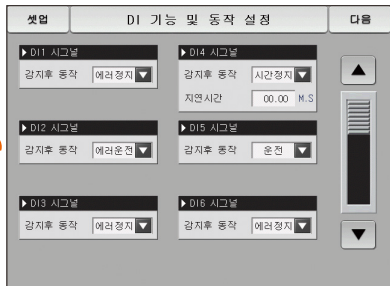 셋업
DI 기능 및 동작 설정
다음
▶DI1 시그널
감지후 동작 에러정지 ▼
▶DI4 시그널
감지후 동작 시간정지 ▼
지연시간 00.00 M.S
▶DI2 시그널
감지후 동작 에러운전 ▼
▶DI5 시그널
감지후 동작 운전 ▼
▶DI3 시그널
감지후 동작 에러정지 ▼
▶DI6 시그널
감지후 동작 에러정지 ▼